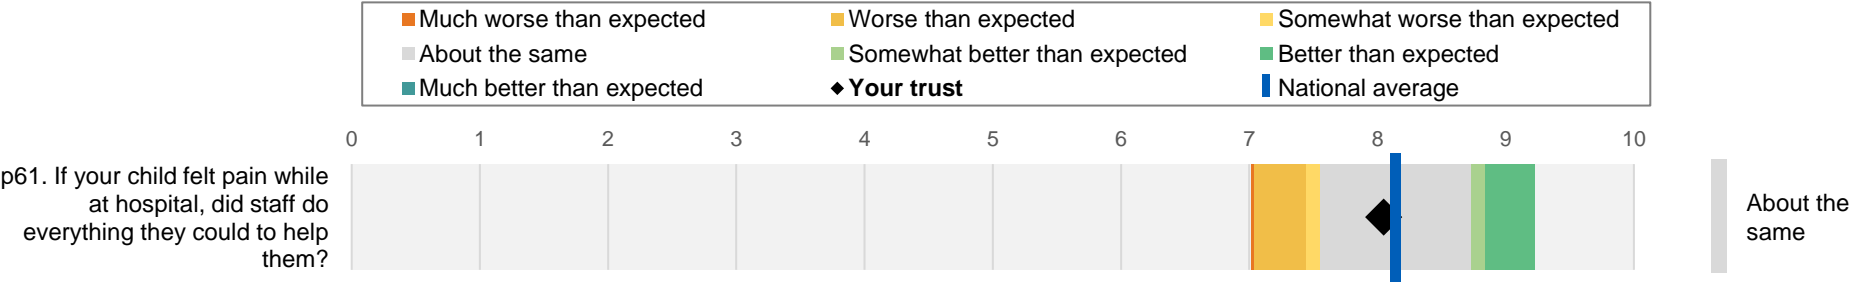 Much worse than expected
Worse than expected
Somewhat worse than expected
About the same
Somewhat better than expected
Better than expected
Much better than expected
Your trust
National average
0 1 2 3 4 5 6 7 8 9 10
p61. If your child felt pain while
at hospital, did staff do
everything they could to help
them?
About the
same